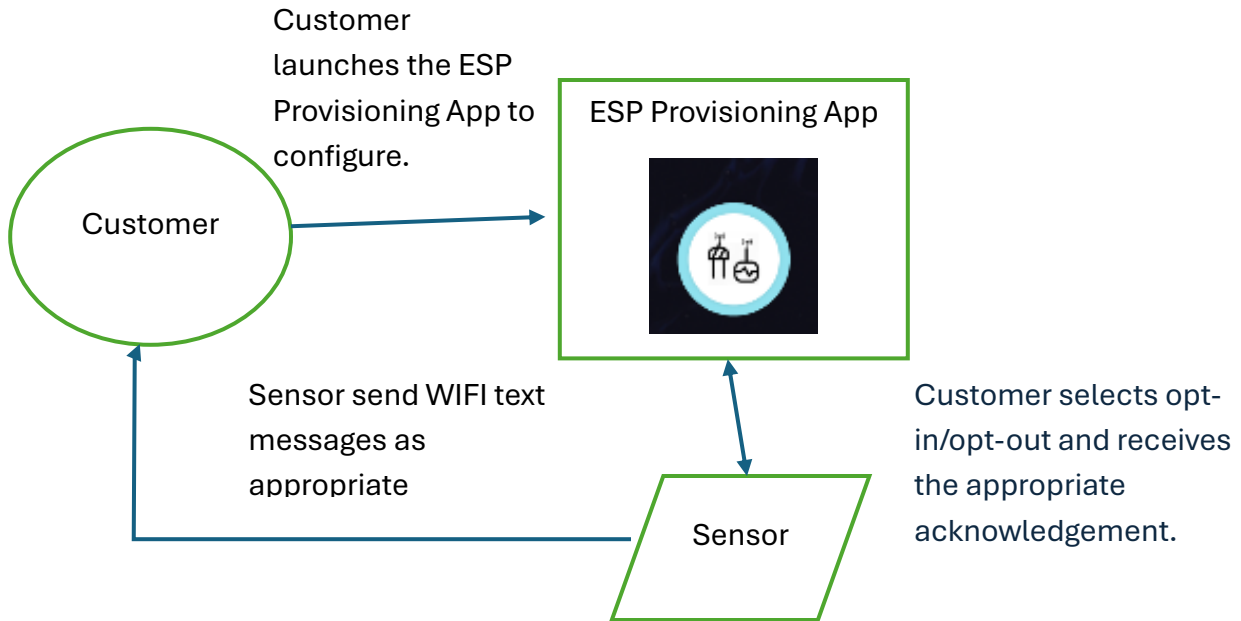 Customer
launches the ESP
Provisioning App to
configure.
ESP Provisioning App
Customer
Sensor send WIFI text
messages as
appropriate
Customer selects opt-
in/opt-out and receives
the appropriate
acknowledgement.
Sensor